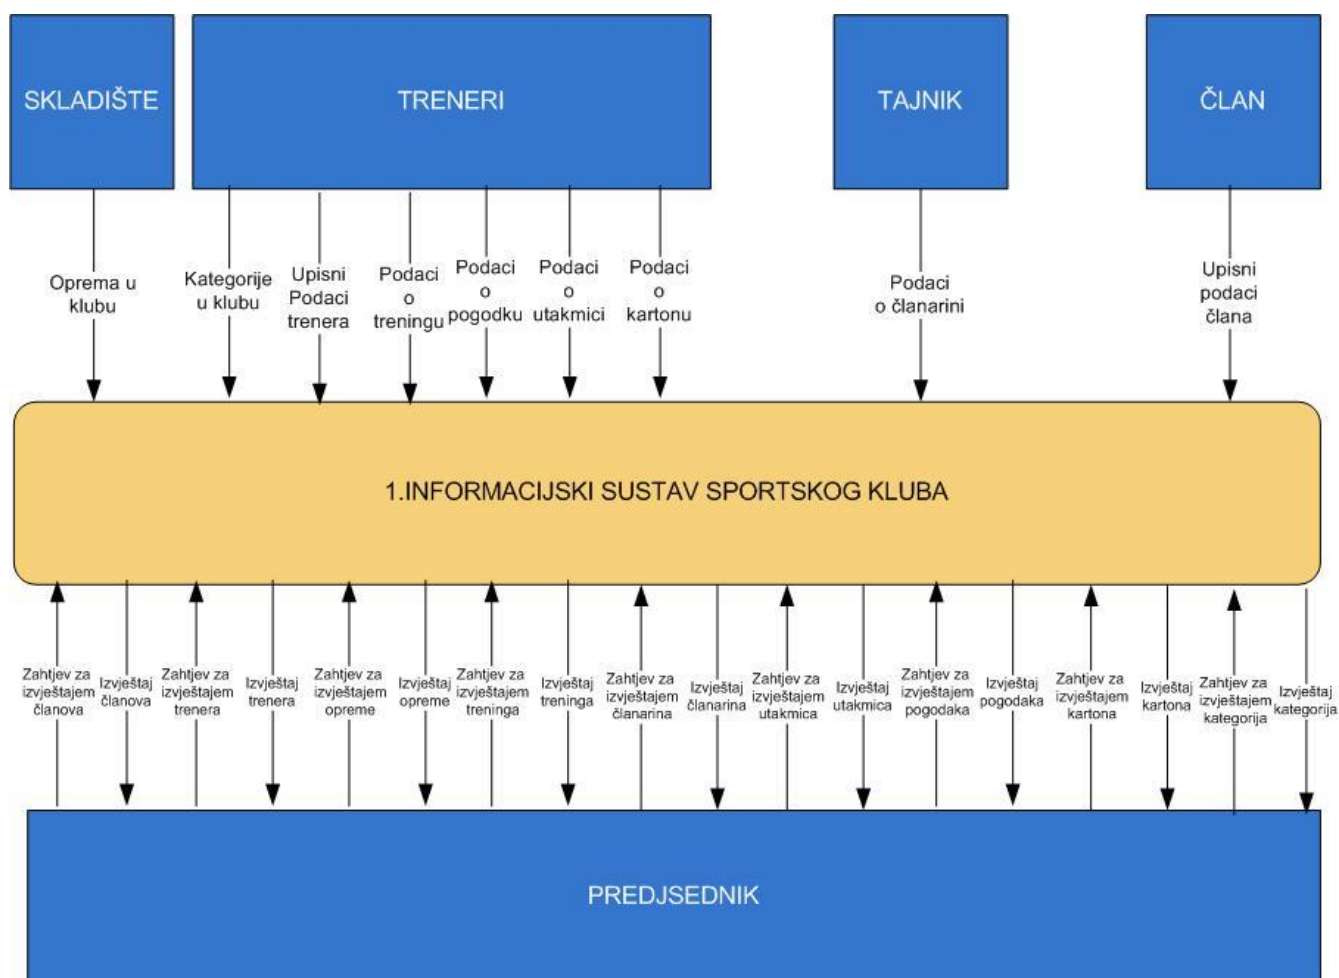 SKLADIŠTE
TRENERI
TAJNIK
ČLAN
Oprema u
klubu
Kategorije
u klubu
Upisni
Podaci
trenera
Podaci
o
treningu
Podaci
o
pogodku
Podaci
o
utakmici
Podaci
o
kartonu
Podaci
o članarini
Upisni
podaci
člana
1.INFORMACIJSKI SUSTAV SPORTSKOG KLUBA
Zahtjev za
izvještajem
članova
Izvještaj
članova
Zahtjev za
izvještajem
trenera
Izvještaj
trenera
Zahtjev za
izvještajem
opreme
Izvještaj
opreme
Zahtjev za
izvještajem
treninga
Izvještaj
treninga
Zahtjev za
izvještajem
članarina
Izvještaj
članarina
Zahtjev za
izvještajem
utakmica
Izvještaj
utakmica
Zahtjev za
izvještajem
pogodaka
Izvještaj
pogodaka
Zahtjev za
izvještajem
kartona
Izvještaj
kartona
Zahtjev za
izvještajem
kategorija
Izvještaj
kategorija
PREDJSEDNIK